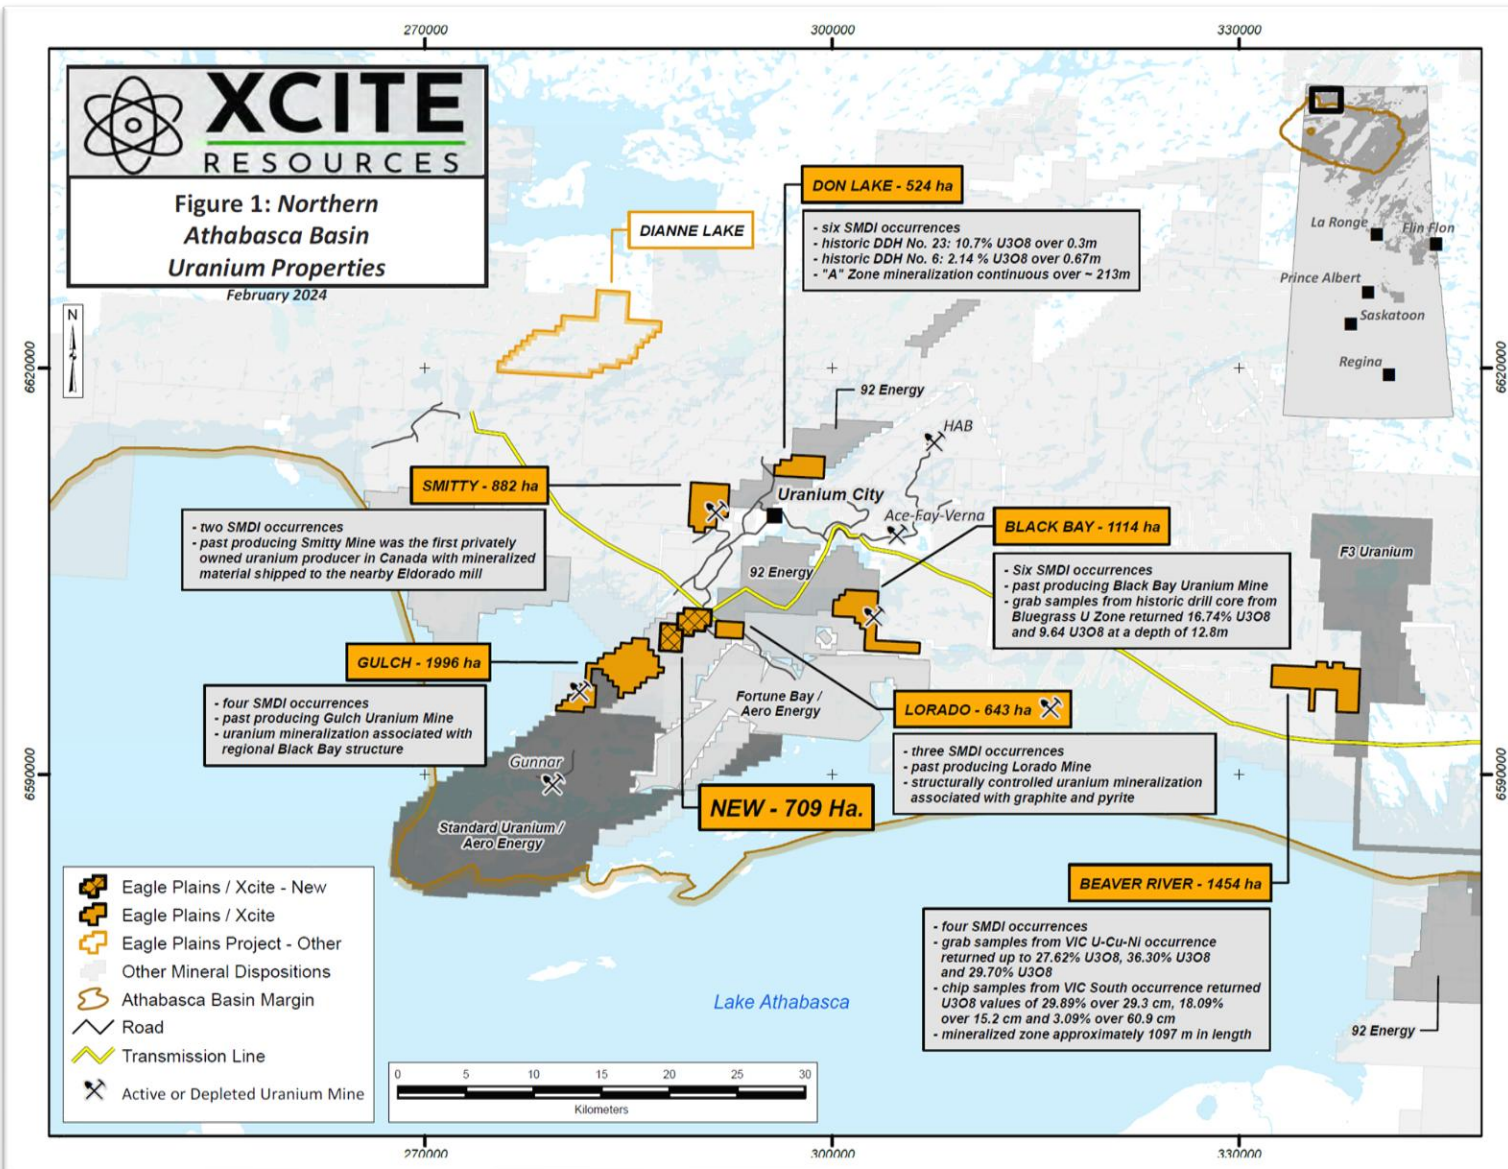 270000
300000
330000
XCITE
RESOURCES
Figure 1: Northern
Athabasca Basin
Uranium Properties
February 2024
N
6620000
6620000
6590000
6590000
La Ronge
Flin Flon
Prince Albert
Saskatoon
Regina
DON LAKE - 524 ha
- six SMDI occurrences
- historic DDH No. 23: 10.7% U3O8 over 0.3m
- historic DDH No. 6: 2.14 % U3O8 over 0.67m
- "A" Zone mineralization continuous over ~ 213m
DIANNE LAKE
92 Energy
HAB
SMITTY - 882 ha
- two SMDI occurrences
- past producing Smitty Mine was the first privately
owned uranium producer in Canada with mineralized
material shipped to the nearby Eldorado mill
Uranium City
Ace-Fay-Verna
BLACK BAY - 1114 ha
- Six SMDI occurrences
- past producing Black Bay Uranium Mine
- grab samples from historic drill core from
Bluegrass U Zone returned 16.74% U3O8
and 9.64 U3O8 at a depth of 12.8m
F3 Uranium
92 Energy
GULCH - 1996 ha
- four SMDI occurrences
- past producing Gulch Uranium Mine
- uranium mineralization associated with
regional Black Bay structure
Fortune Bay /
Aero Energy
LORADO - 643 ha
- three SMDI occurrences
- past producing Lorado Mine
- structurally controlled uranium mineralization
associated with graphite and pyrite
Gunnar
NEW - 709 Ha.
Standard Uranium /
Aero Energy
BEAVER RIVER - 1454 ha
- four SMDI occurrences
- grab samples from VIC U-Cu-Ni occurrence
returned up to 27.62% U3O8, 36.30% U3O8
and 29.70% U3O8
- chip samples from VIC South occurrence returned
U3O8 values of 29.89% over 29.3 cm, 18.09%
over 15.2 cm and 3.09% over 60.9 cm
- mineralized zone approximately 1097 m in length
92 Energy
Lake Athabasca
Eagle Plains / Xcite - New
Eagle Plains / Xcite
Eagle Plains Project - Other
Other Mineral Dispositions
Athabasca Basin Margin
Road
Transmission Line
Active or Depleted Uranium Mine
0 5 10 15 20 25 30
Kilometers
270000
300000
330000